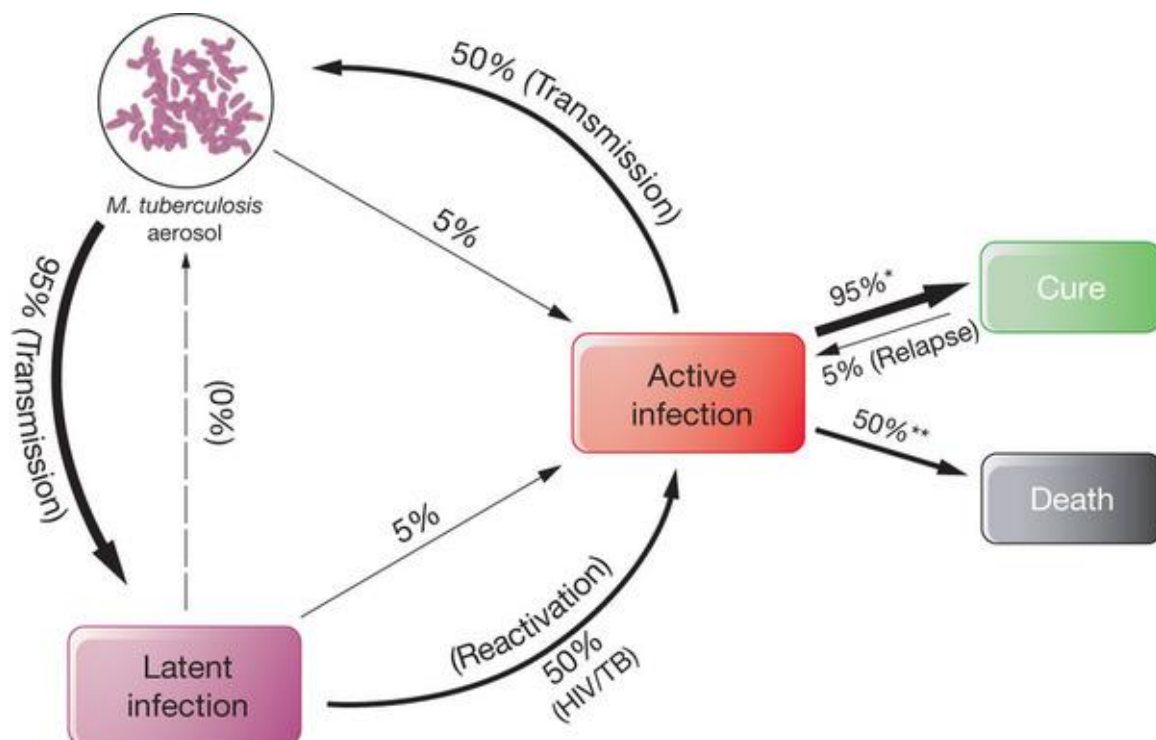 50% (Transmission)
M. tuberculosis
aerosol
5%
95% (Transmission)
(0%)
95%*
Cure
5% (Relapse)
Active
infection
50%**
Death
5%
(Reactivation)
50%
(HIV/TB)
Latent
infection